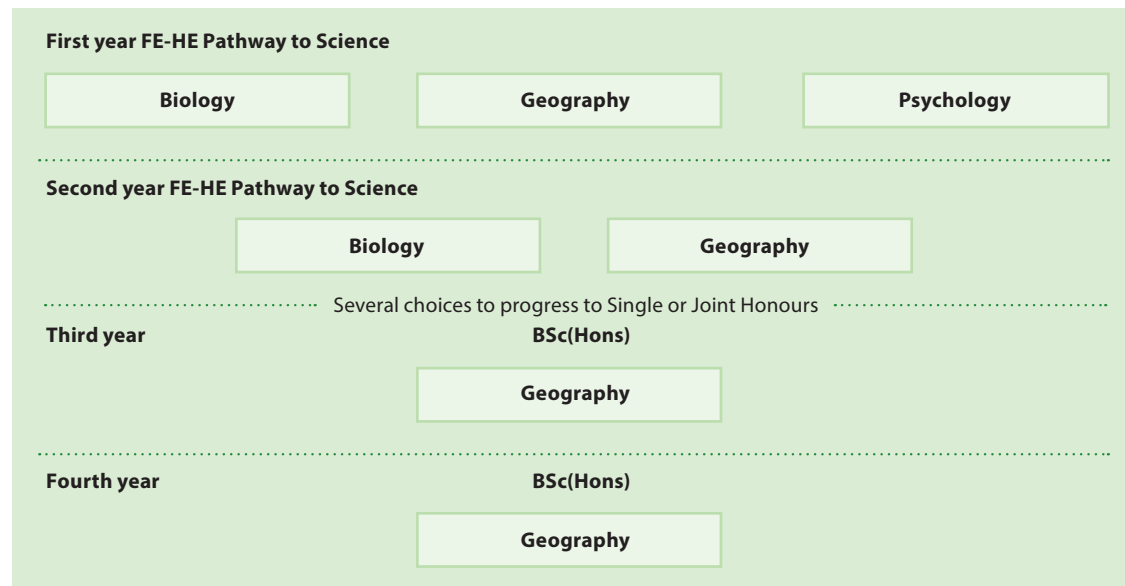 First year FE-HE Pathway to Science
Biology Geography Psychology
Second year FE-HE Pathway to Science
Biology Geography
Several choices to progress to Single or Joint Honours
Third year BSc(Hons)
Geography
Fourth year BSc(Hons)
Geography